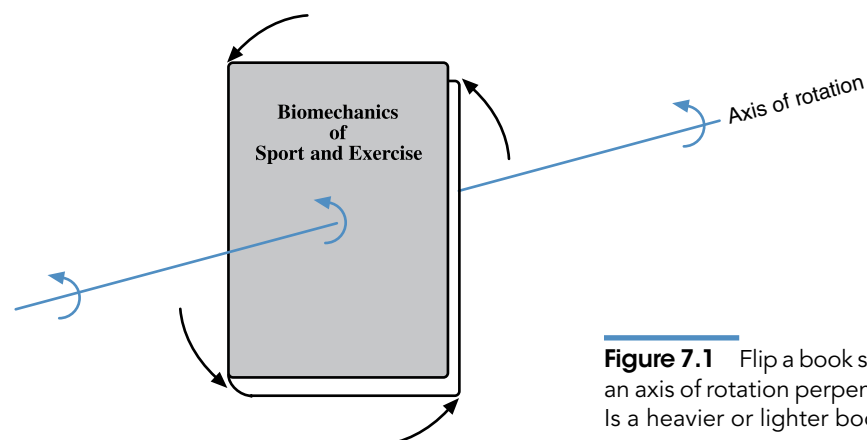 Biomechanics
of
Sport and Exercise
Axis of rotation
Figure 7.1 Flip a book s
an axis of rotation perpen
Is a heavier or lighter boo